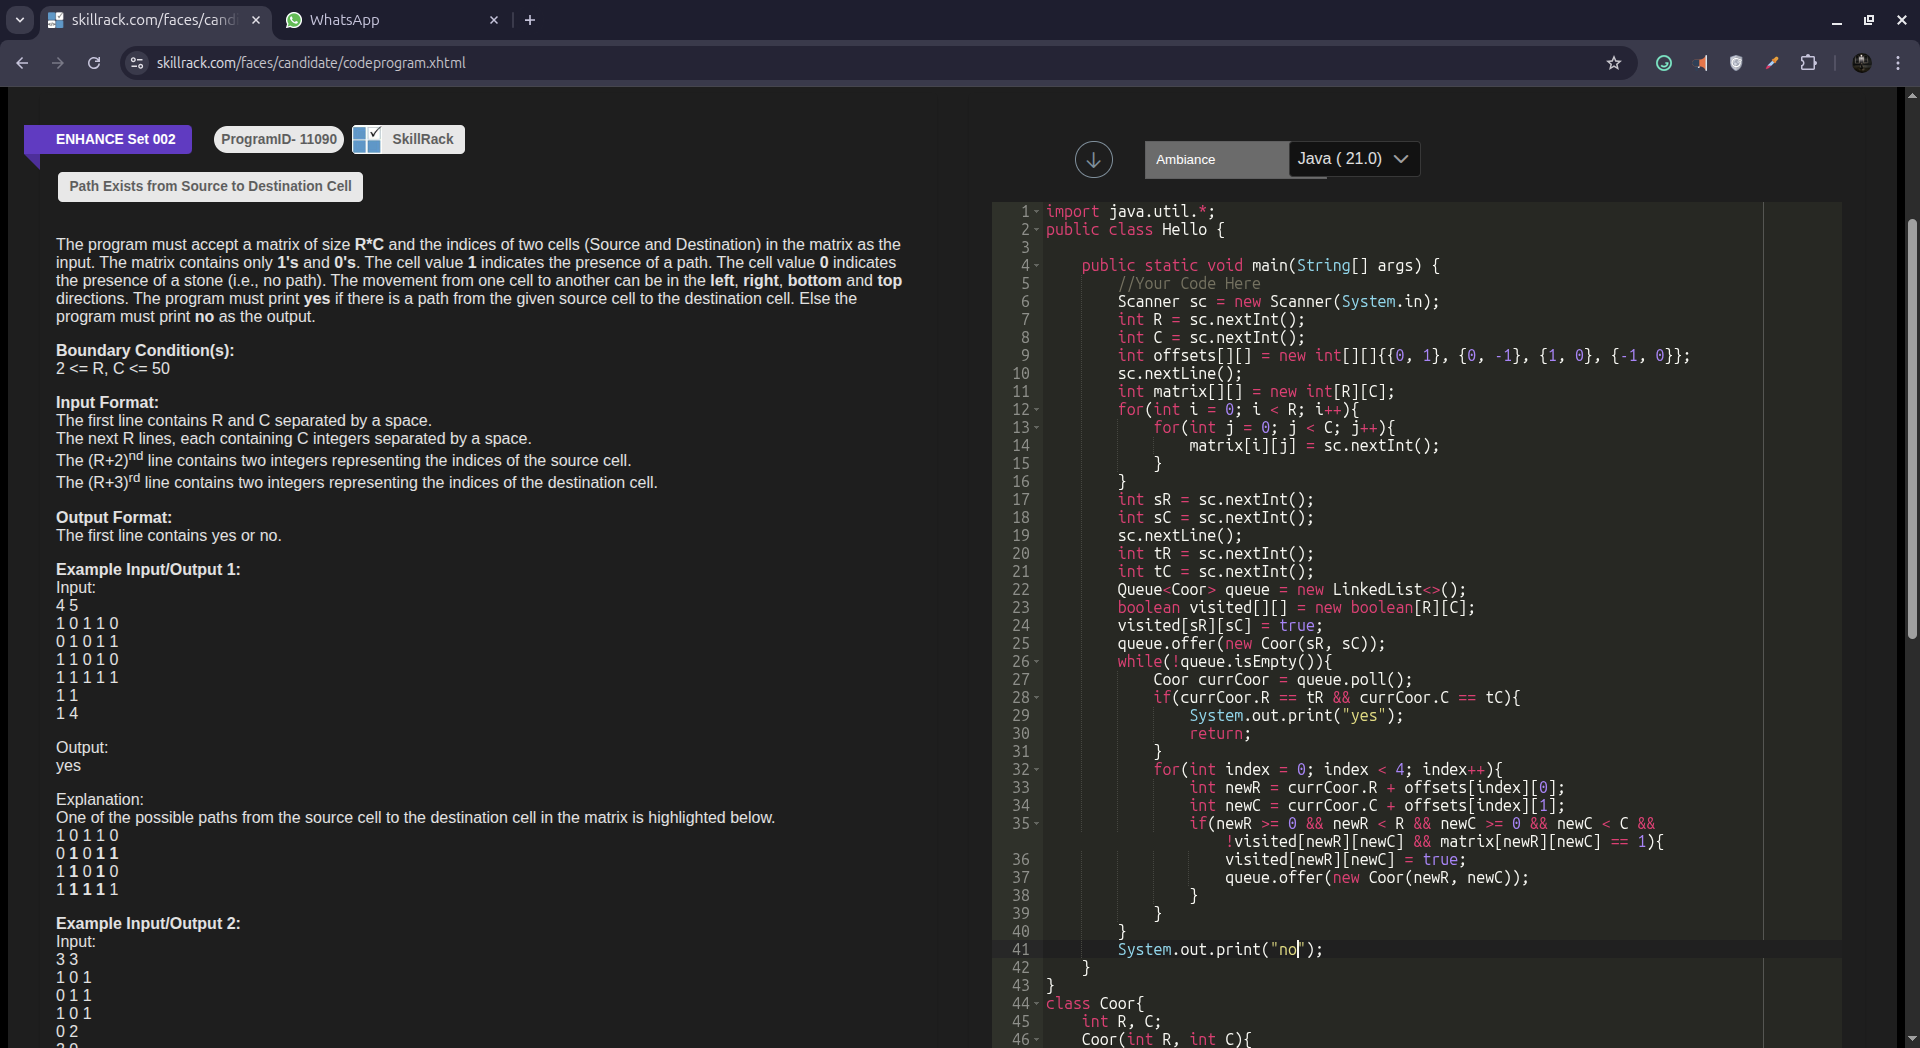 skillrack.com/faces/cand
WhatsApp
skillrack.com/faces/candidate/codeprogram.xhtml
ENHANCE Set 002
ProgramID- 11090
SkillRack
Path Exists from Source to Destination Cell
The program must accept a matrix of size R*C and the indices of two cells (Source and Destination) in the matrix as the
input. The matrix contains only 1's and 0's. The cell value 1 indicates the presence of a path. The cell value 0 indicates
the presence of a stone (i.e., no path). The movement from one cell to another can be in the left, right, bottom and top
directions. The program must print yes if there is a path from the given source cell to the destination cell. Else the
program must print no as the output.
Boundary Condition(s):
2 <= R, C <= 50
Input Format:
The first line contains R and C separated by a space.
The next R lines, each containing C integers separated by a space.
The (R+2)nd line contains two integers representing the indices of the source cell.
The (R+3)rd line contains two integers representing the indices of the destination cell.
Output Format:
The first line contains yes or no.
Example Input/Output 1:
Input:
4 5
1 0 1 1 0
0 1 0 1 1
1 1 0 1 0
1 1 1 1 1
1 1
1 4
Output:
yes
Explanation:
One of the possible paths from the source cell to the destination cell in the matrix is highlighted below.
1 0 1 1 0
0 1 0 1 1
1 1 0 1 0
1 1 1 1 1
Example Input/Output 2:
Input:
3 3
1 0 1
0 1 1
1 0 1
0 2
Ambiance
Java ( 21.0)
1 import java.util.*;
2 public class Hello {
3
4 public static void main(String[] args) {
5 //Your Code Here
6 Scanner sc = new Scanner(System.in);
7 int R = sc.nextInt();
8 int C = sc.nextInt();
9 int offsets[][] = new int[][]{{0, 1}, {0, -1}, {1, 0}, {-1, 0}};
10 sc.nextLine();
11 int matrix[][] = new int[R][C];
12 for(int i = 0; i < R; i++){
13 for(int j = 0; j < C; j++){
14 matrix[i][j] = sc.nextInt();
15 }
16 }
17 int sR = sc.nextInt();
18 int sC = sc.nextInt();
19 sc.nextLine();
20 int tR = sc.nextInt();
21 int tC = sc.nextInt();
22 Queue<Coor> queue = new LinkedList<>();
23 boolean visited[][] = new boolean[R][C];
24 visited[sR][sC] = true;
25 queue.offer(new Coor(sR, sC));
26 while(!queue.isEmpty()){
27 Coor currCoor = queue.poll();
28 if(currCoor.R == tR && currCoor.C == tC){
29 System.out.print("yes");
30 return;
31 }
32 for(int index = 0; index < 4; index++){
33 int newR = currCoor.R + offsets[index][0];
34 int newC = currCoor.C + offsets[index][1];
35 if(newR >= 0 && newR < R && newC >= 0 && newC < C &&
!visited[newR][newC] && matrix[newR][newC] == 1){
36 visited[newR][newC] = true;
37 queue.offer(new Coor(newR, newC));
38 }
39 }
40 }
41 System.out.print("no");
42 }
43 }
44 class Coor{
45 int R, C;
46 Coor(int R, int C){